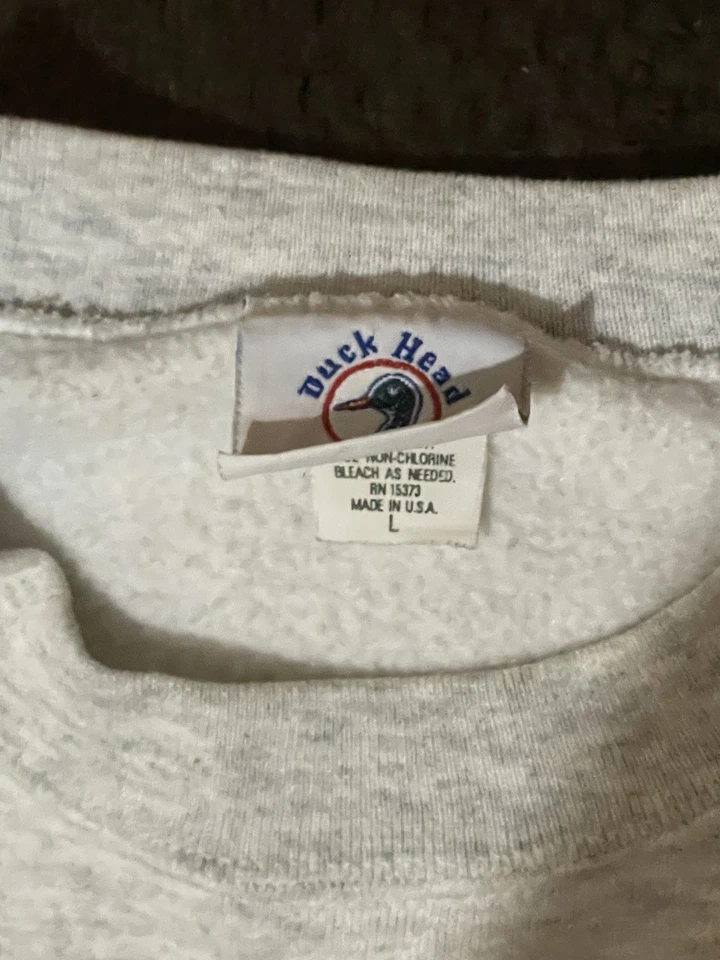 Duck Head
NON-CHLORINE
BLEACH AS NEEDED.
RN 15373
MADE IN U.S.A.
L